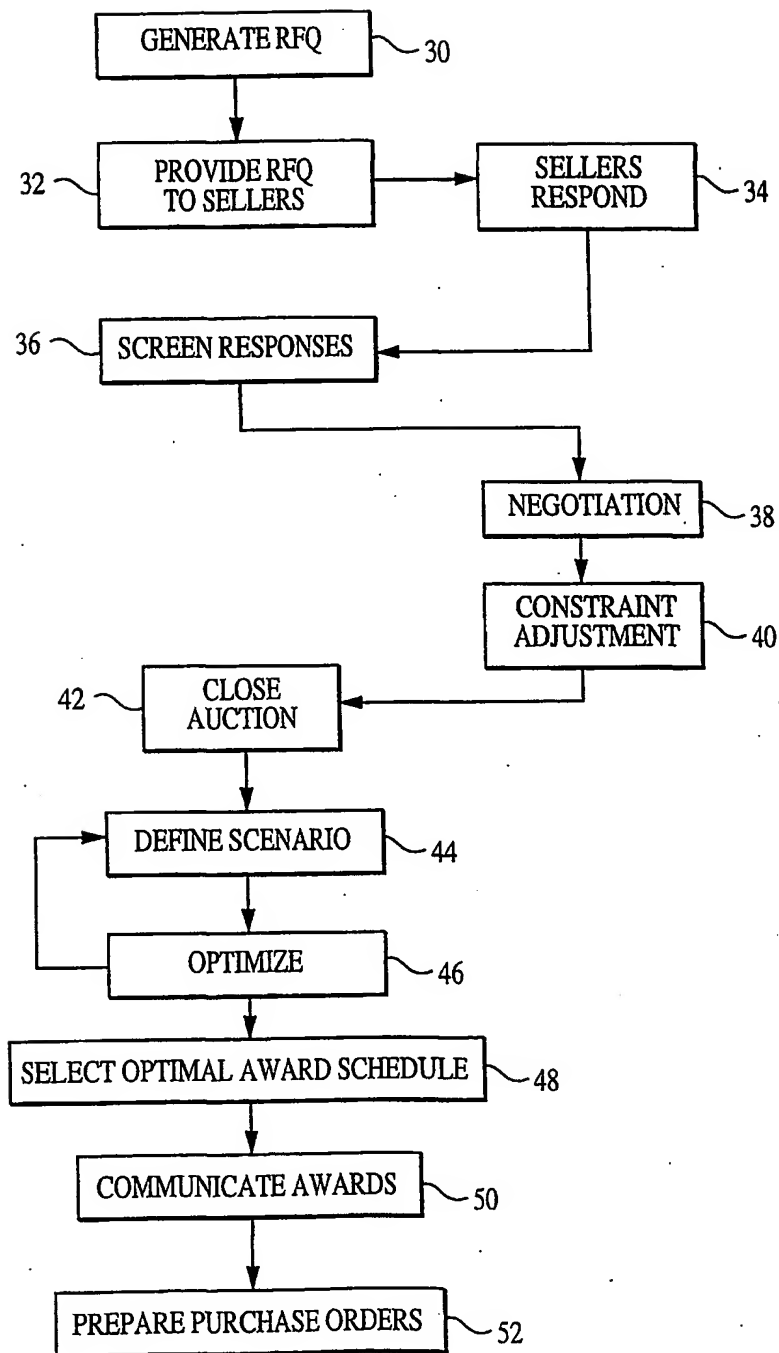 GENERATE RFQ
30
32
PROVIDE RFQ
TO SELLERS
SELLERS
RESPOND
34
36
SCREEN RESPONSES
NEGOTIATION
38
CONSTRAINT
ADJUSTMENT
40
42
CLOSE
AUCTION
DEFINE SCENARIO
44
OPTIMIZE
46
SELECT OPTIMAL AWARD SCHEDULE
48
COMMUNICATE AWARDS
50
PREPARE PURCHASE ORDERS
52